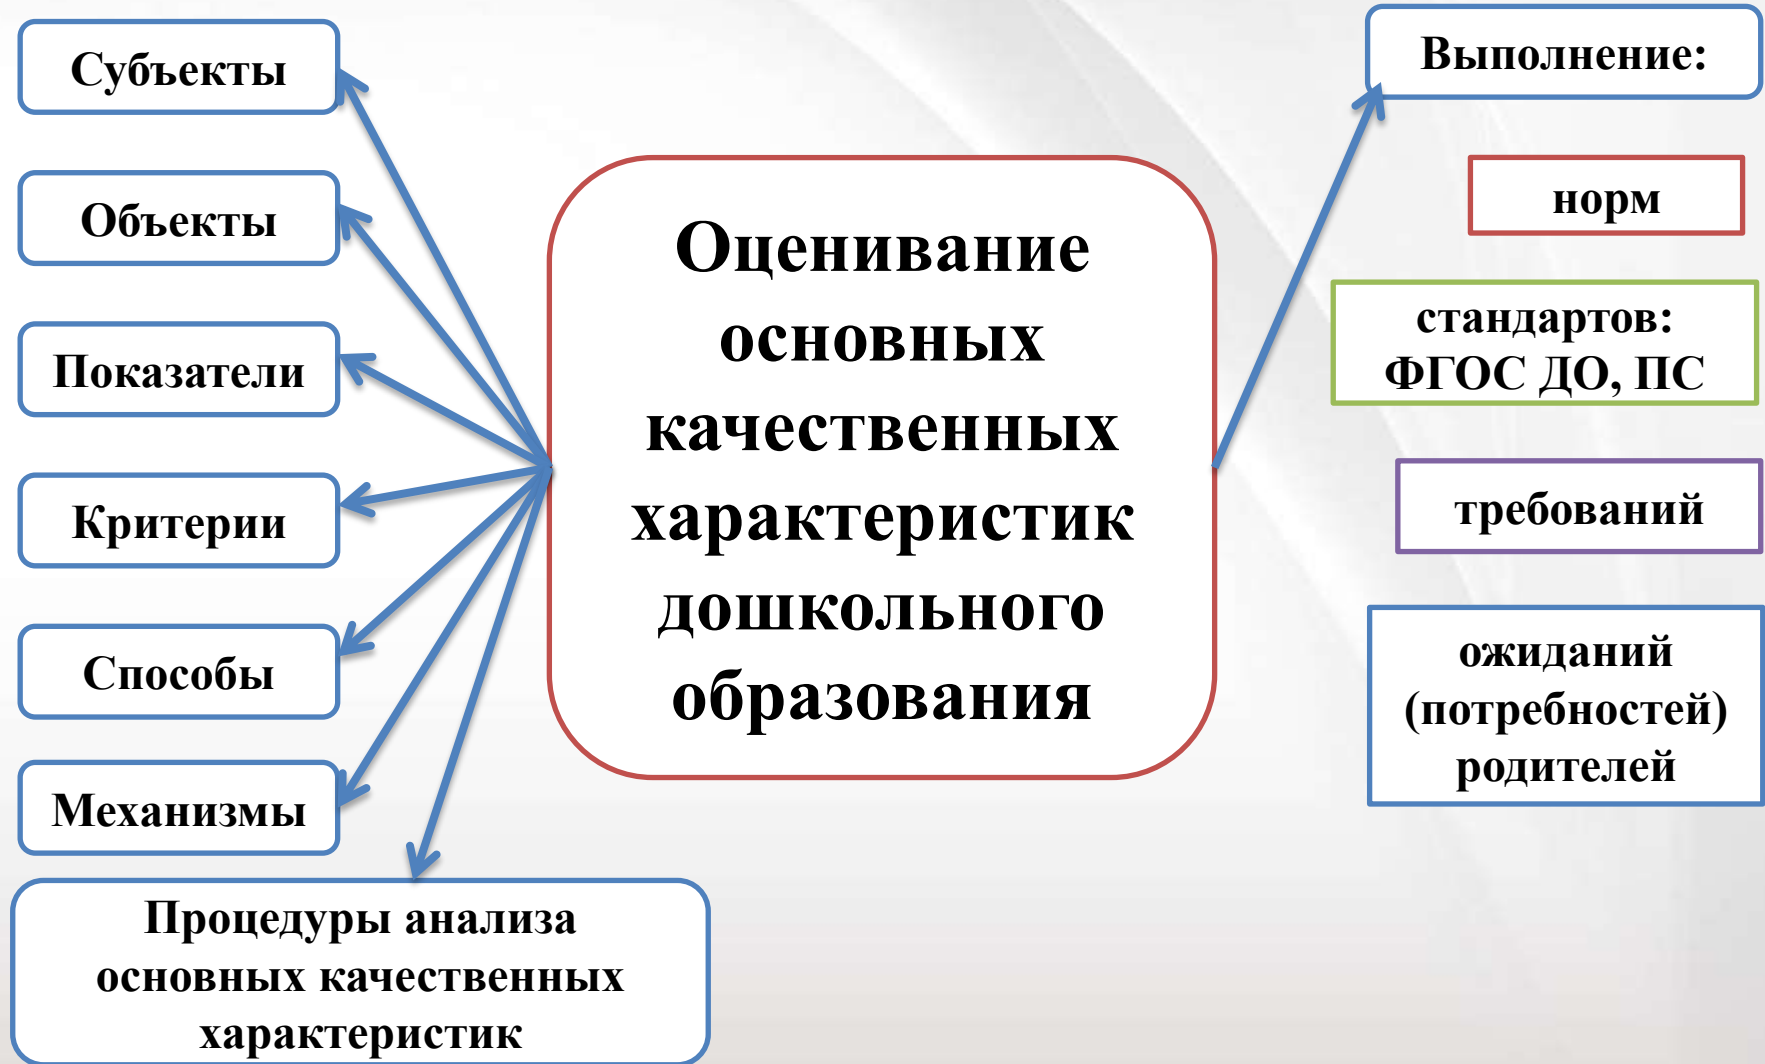 Субъекты
Объекты
Показатели
Критерии
Способы
Механизмы
Процедуры анализа
основных качественных
характеристик
Оценивание
основных
качественных
характеристик
дошкольного
образования
Выполнение:
норм
стандартов:
ФГОС ДО, ПС
требований
ожиданий
(потребностей)
родителей